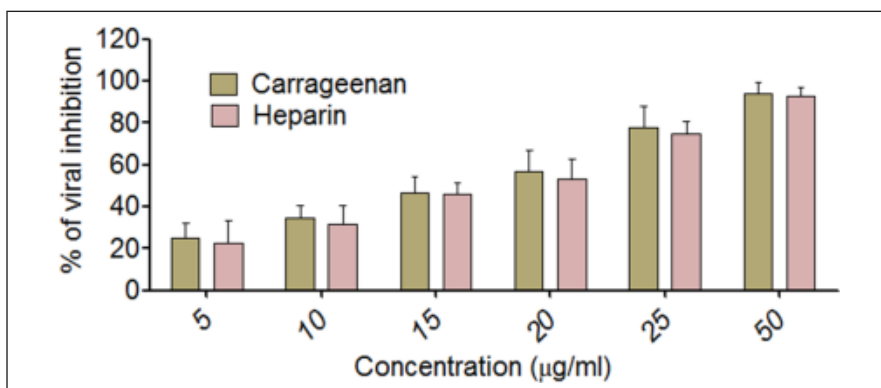 120
100
80
60
40
20
0
% of viral inhibition
Carrageenan
Heparin
5 10 15 20 25 50
Concentration (μg/ml)